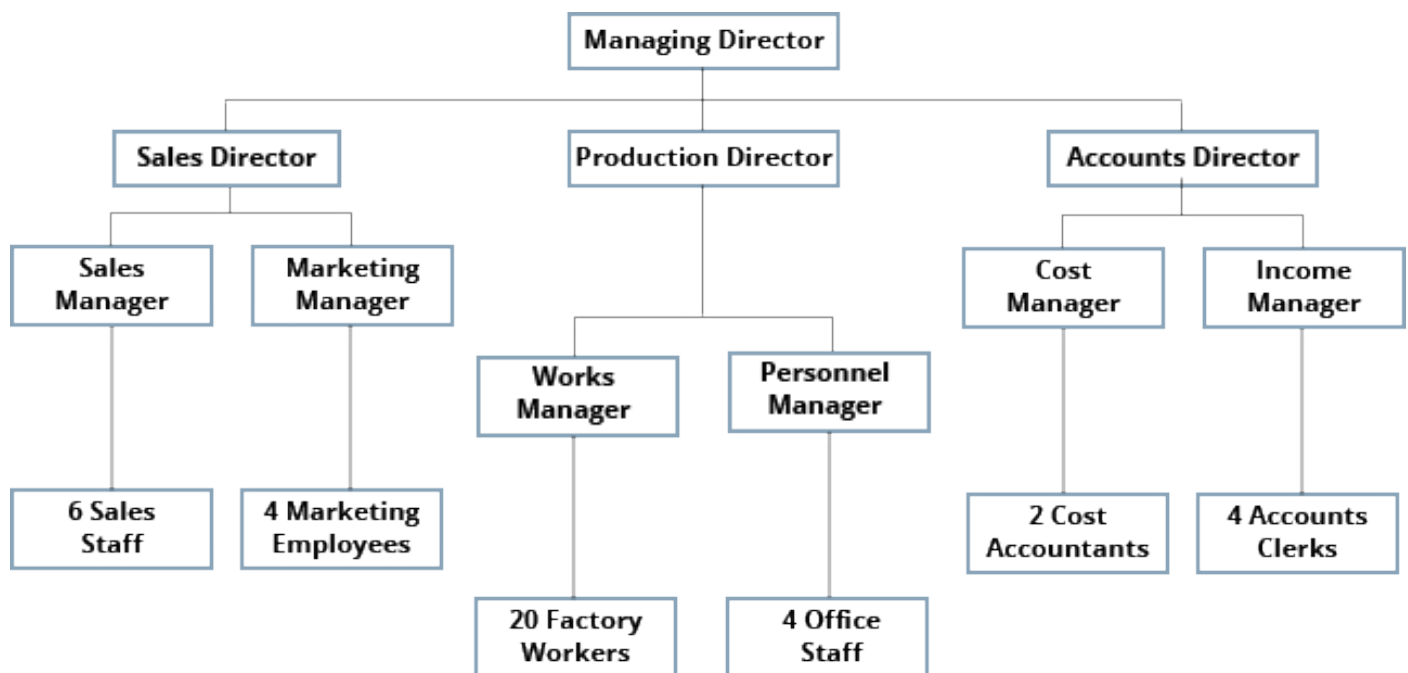 Managing Director
Sales Director
Production Director
Accounts Director
Sales
Manager
Marketing
Manager
Cost
Manager
Income
Manager
Works
Manager
Personnel
Manager
6 Sales
Staff
4 Marketing
Employees
2 Cost
Accountants
4 Accounts
Clerks
20 Factory
Workers
4 Office
Staff